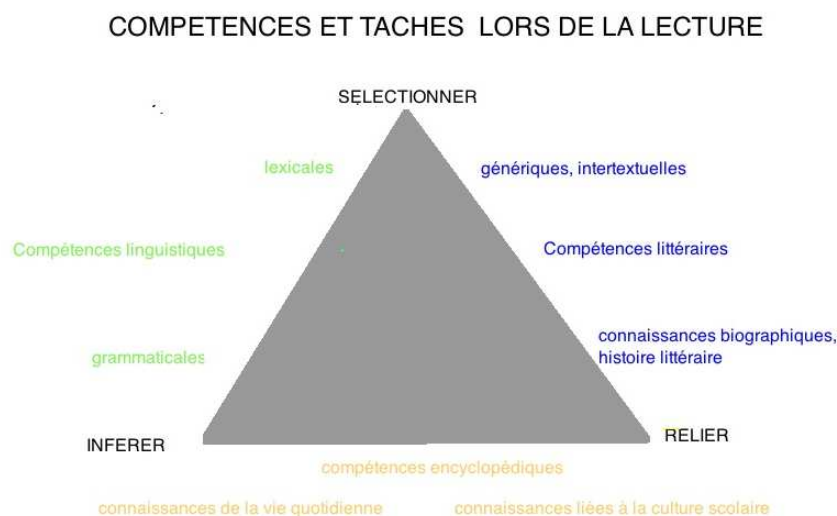 COMPETENCES ET TACHES LORS DE LA LECTURE
SELECTIONNER
lexicales
génériques, intertextuelles
Compétences linguistiques
Compétences littéraires
grammaticales
connaissances biographiques,
histoire littéraire
INFERER
RELIER
compétences encyclopédiques
connaissances de la vie quotidienne
connaissances liées à la culture scolaire